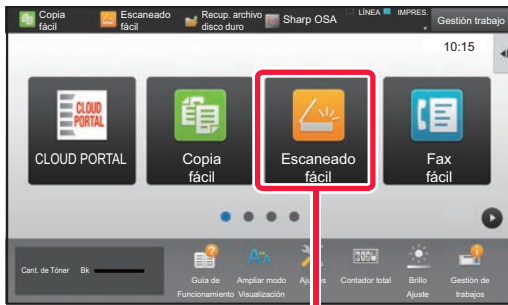 Copia
fácil
Escaneado
fácil
Recup. archivo
disco duro
Sharp OSA
LÍNEA
IMPRES.
Gestión trabajo
10:15
CLOUD
PORTAL
CLOUD PORTAL
Copia
fácil
Escaneado
fácil
Fax
fácil
Cant. de Tóner Bk
Guía de
Funcionamiento
Ampliar modo
Visualización
Ajustes
Contador total
Brillo
Ajuste
Gestión de
trabajos